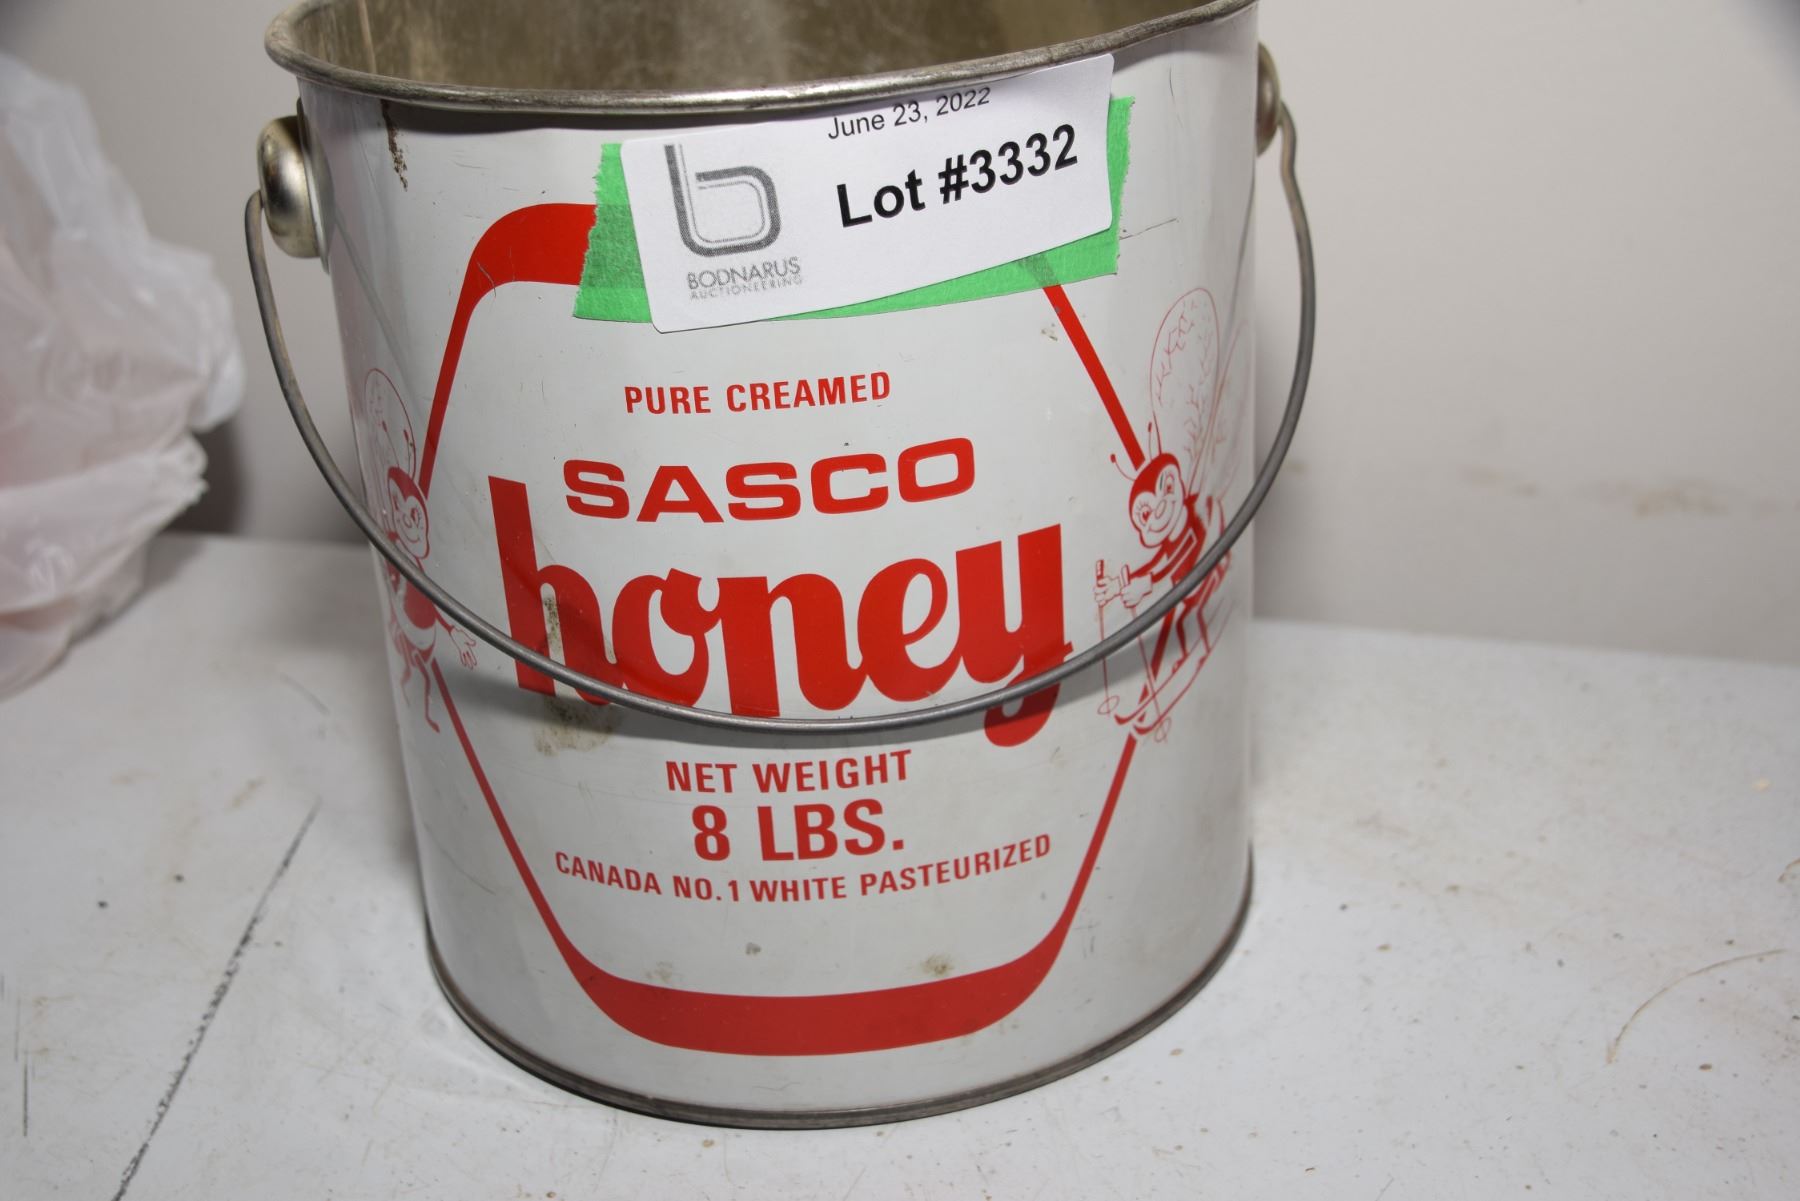 June 23, 2022
Lot #3332
BODNARUS
AUCTIONEERING
PURE CREAMED
SASCO
honey
NET WEIGHT
8 LBS.
CANADA NO. 1 WHITE PASTEURIZED